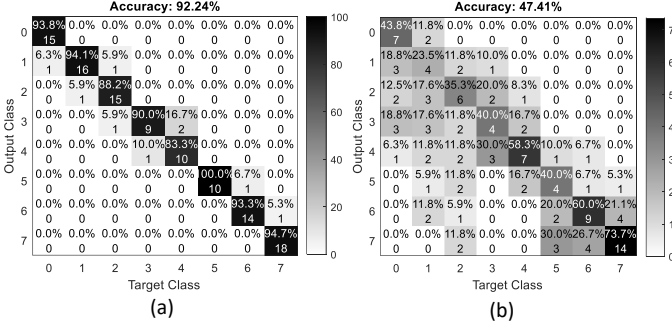 Accuracy: 92.24%
93.8% 0.0% 0.0% 0.0% 0.0% 0.0% 0.0% 0.0%
0
15 0 0 0 0 0 0 0
6.3% 94.1% 5.9% 0.0% 0.0% 0.0% 0.0% 0.0%
1
1 16 1 0 0 0 0 0
0.0% 5.9% 88.2% 0.0% 0.0% 0.0% 0.0% 0.0%
2
0 1 15 0 0 0 0 0
0.0% 0.0% 5.9% 90.0% 16.7% 0.0% 0.0% 0.0%
3
0 0 1 9 2 0 0 0
0.0% 0.0% 0.0% 10.0% 83.3% 0.0% 0.0% 0.0%
4
0 0 0 1 10 0 0 0
0.0% 0.0% 0.0% 0.0% 0.0% 100.0% 6.7% 0.0%
5
0 0 0 0 0 10 1 0
0.0% 0.0% 0.0% 0.0% 0.0% 0.0% 93.3% 5.3%
6
0 0 0 0 0 0 14 1
0.0% 0.0% 0.0% 0.0% 0.0% 0.0% 0.0% 94.7%
7
0 0 0 0 0 0 0 18
0 1 2 3 4 5 6 7
Output Class
Target Class
100
80
60
40
20
0
(a)
Accuracy: 47.41%
43.8% 11.8% 0.0% 0.0% 0.0% 0.0% 0.0% 0.0%
0
7 2 0 0 0 0 0 0
18.8% 23.5% 11.8% 10.0% 0.0% 0.0% 0.0% 0.0%
1
3 4 2 1 0 0 0 0
12.5% 17.6% 35.3% 20.0% 8.3% 0.0% 0.0% 0.0%
2
2 3 6 2 1 0 0 0
18.8% 17.6% 11.8% 40.0% 16.7% 0.0% 0.0% 0.0%
3
3 3 2 4 2 0 0 0
6.3% 11.8% 11.8% 30.0% 58.3% 10.0% 6.7% 0.0%
4
1 2 2 3 7 1 1 0
0.0% 5.9% 11.8% 0.0% 16.7% 40.0% 6.7% 5.3%
5
0 1 2 0 2 4 1 1
0.0% 11.8% 5.9% 0.0% 0.0% 20.0% 60.0% 21.1%
6
0 2 1 0 0 2 9 4
0.0% 0.0% 11.8% 0.0% 0.0% 30.0% 26.7% 73.7%
7
0 0 2 0 0 3 4 14
0 1 2 3 4 5 6 7
Output Class
Target Class
7
6
5
4
3
2
1
0
(b)